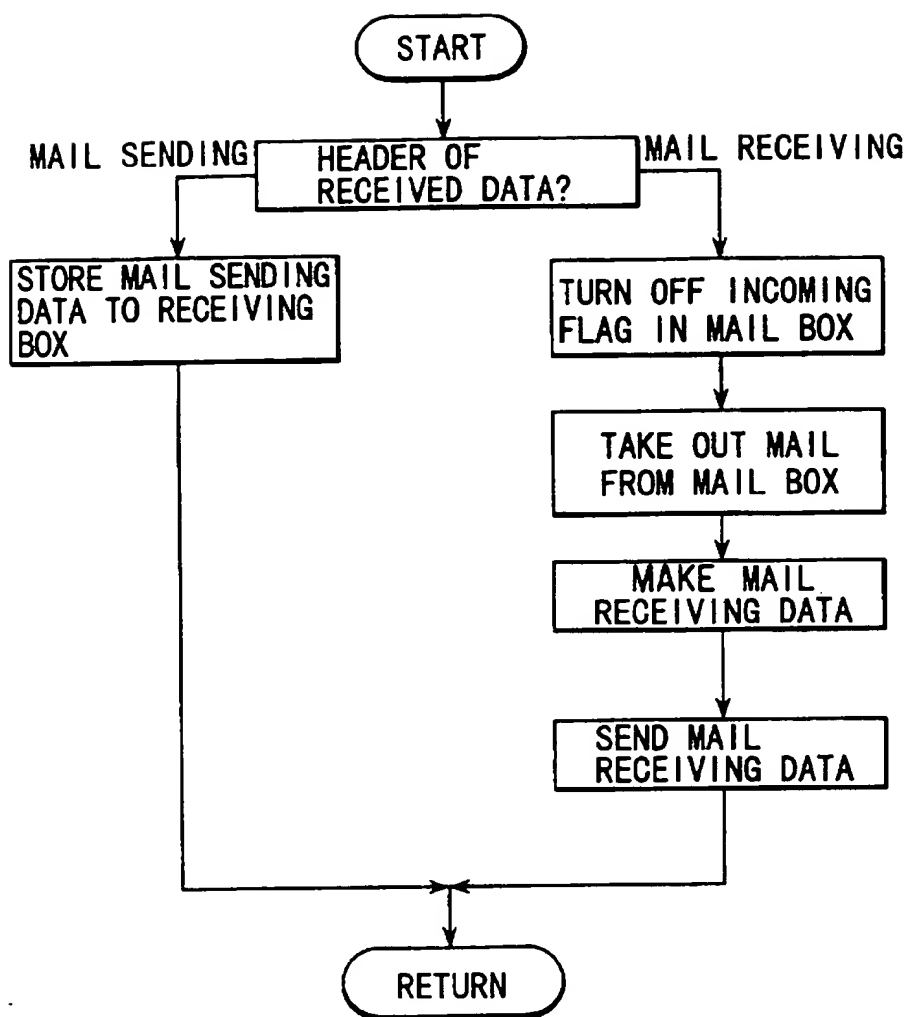 START
MAIL SENDING
HEADER OF
RECEIVED DATA?
MAIL RECEIVING
STORE MAIL SENDING
DATA TO RECEIVING
BOX
TURN OFF INCOMING
FLAG IN MAIL BOX
TAKE OUT MAIL
FROM MAIL BOX
MAKE MAIL
RECEIVING DATA
SEND MAIL
RECEIVING DATA
RETURN